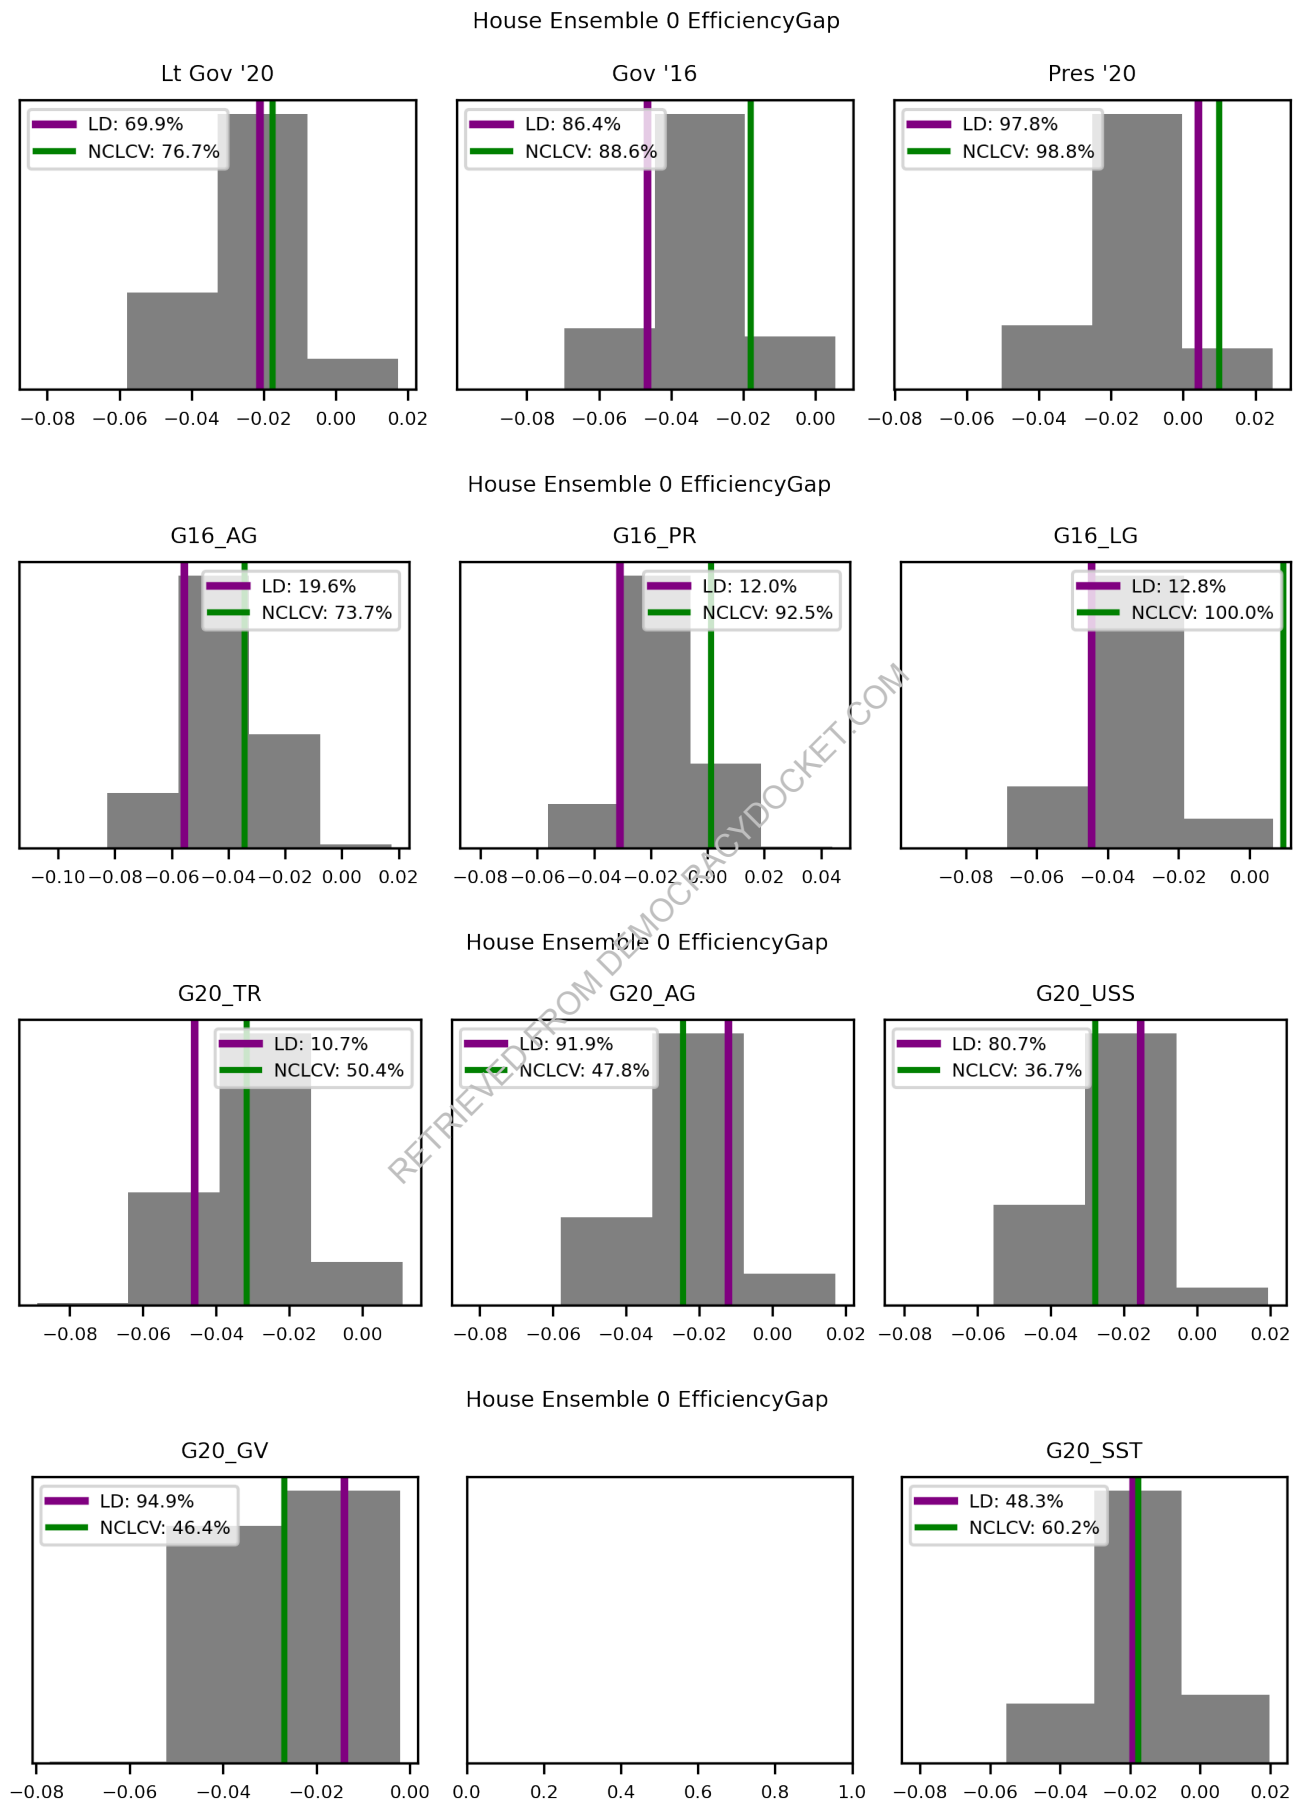 House Ensemble 0 EfficiencyGap
Lt Gov '20 Gov '16 Pres '20
LD: 69.9% LD: 86.4% LD: 97.8%
NCLCV: 76.7% NCLCV: 88.6% NCLCV: 98.8%
−0.08 −0.06 −0.04 −0.02 0.00 0.02 −0.08 −0.06 −0.04 −0.02 0.00 −0.08 −0.06 −0.04 −0.02 0.00 0.02
House Ensemble 0 EfficiencyGap
G16_AG G16_PR G16_LG
LD: 19.6% LD: 12.0% LD: 12.8%
NCLCV: 73.7% NCLCV: 92.5% NCLCV: 100.0%
−0.10 −0.08 −0.06 −0.04 −0.02 0.00 0.02 −0.08 −0.06 −0.04 −0.02 0.00 0.02 0.04 −0.08 −0.06 −0.04 −0.02 0.00
RETRIEVED FROM DEMOCRACYDOCKET.COM
House Ensemble 0 EfficiencyGap
G20_TR G20_AG G20_USS
LD: 10.7% LD: 91.9% LD: 80.7%
NCLCV: 50.4% NCLCV: 47.8% NCLCV: 36.7%
−0.08 −0.06 −0.04 −0.02 0.00 −0.08 −0.06 −0.04 −0.02 0.00 0.02 −0.08 −0.06 −0.04 −0.02 0.00 0.02
House Ensemble 0 EfficiencyGap
G20_GV G20_SST
LD: 94.9% LD: 48.3%
NCLCV: 46.4% NCLCV: 60.2%
−0.08 −0.06 −0.04 −0.02 0.00 0.0 0.2 0.4 0.6 0.8 1.0 −0.08 −0.06 −0.04 −0.02 0.00 0.02